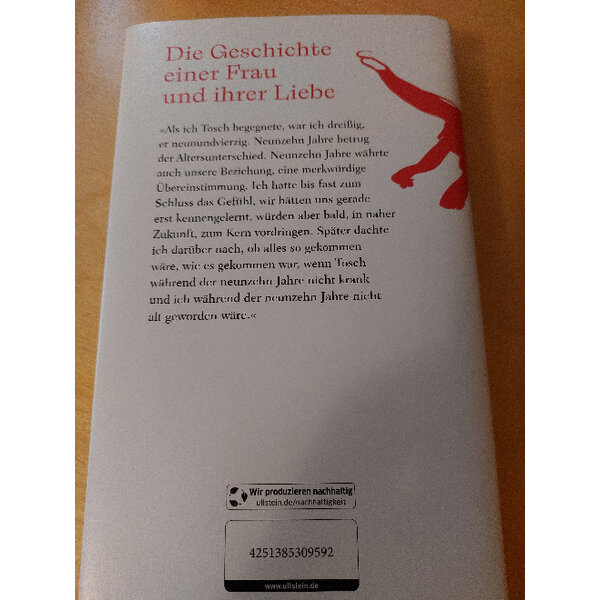 Die Geschichte
einer Frau
und ihrer Liebe
»Als ich Tosch begegnete, war ich dreißig,
er neunundvierzig. Neunzehn Jahre betrug
der Altersunterschied. Neunzehn Jahre währte
auch unsere Beziehung, eine merkwürdige
Übereinstimmung. Ich hatte bis fast zum
Schluss das Gefühl, wir hätten uns gerade
erst kennengelernt, würden aber bald, in naher
Zukunft, zum Kern vordringen. Später dachte
ich darüber nach, ob alles so gekommen
wäre, wie es gekommen war, wenn Tosch
während der neunzehn Jahre nicht krank
und ich während der neunzehn Jahre nicht
alt geworden wäre.«
Wir produzieren nachhaltig
ullstein.de/nachhaltigkeit
4251385309592
www.ullstein.de